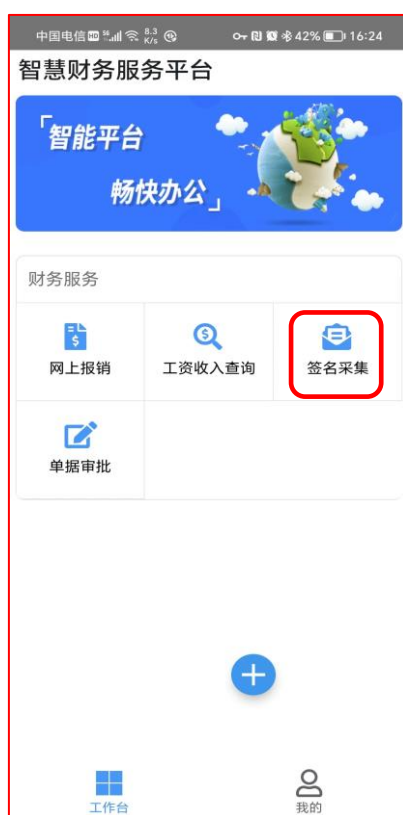 中国电信 HD 5G 8.3 K/s 42% 16:24
智慧财务服务平台
「智能平台
畅快办公」
财务服务
网上报销 工资收入查询 签名采集
单据审批
工作台 我的